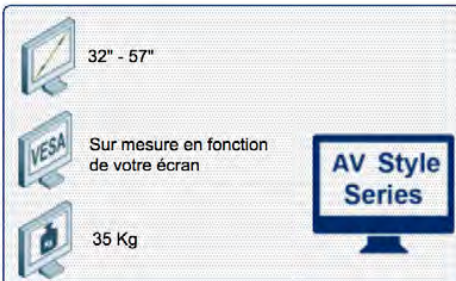 32" - 57"
VESA
Sur mesure en fonction
de votre écran
AV Style
Series
35 Kg